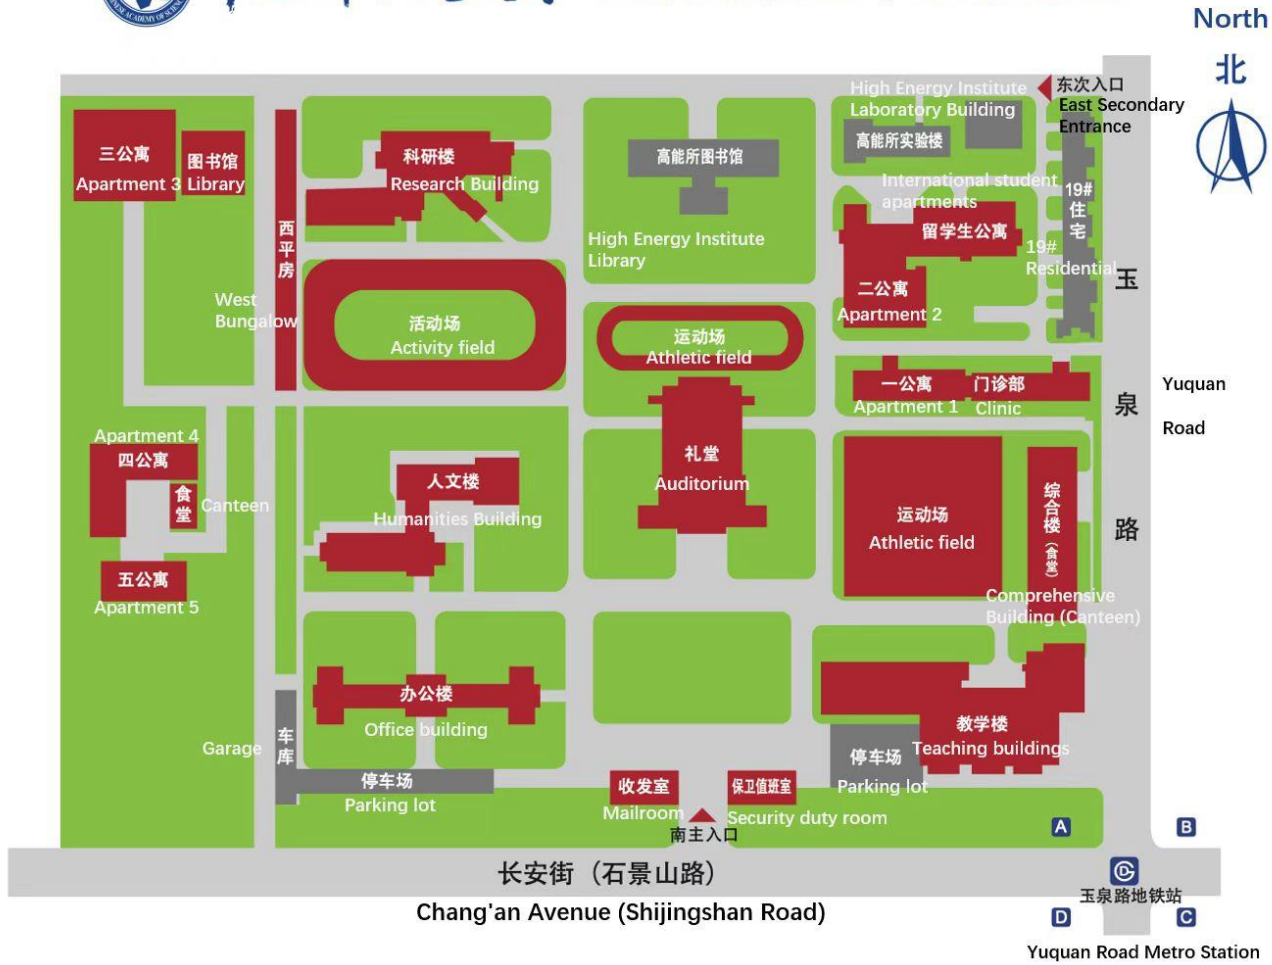 CHINESE ACADEMY OF SCIENCES
North
北
High Energy Institute
Laboratory Building
高能所实验楼
东次入口
East Secondary
Entrance
三公寓
Apartment 3
图书馆
Library
西平房
West
Bungalow
科研楼
Research Building
高能所图书馆
High Energy Institute
Library
International student
apartments
留学生公寓
19#
住宅
19#
Residential
二公寓
Apartment 2
活动场
Activity field
运动场
Athletic field
一公寓
Apartment 1
门诊部
Clinic
玉泉路
Yuquan
Road
Apartment 4
四公寓
食堂
Canteen
五公寓
Apartment 5
人文楼
Humanities Building
礼堂
Auditorium
运动场
Athletic field
综合楼（食堂）
Comprehensive
Building (Canteen)
办公楼
Office building
Garage
车库
停车场
Parking lot
收发室
Mailroom
保卫值班室
Security duty room
南主入口
停车场
Parking lot
教学楼
Teaching buildings
A
B
长安街（石景山路）
Chang'an Avenue (Shijingshan Road)
玉泉路地铁站
D
C
Yuquan Road Metro Station